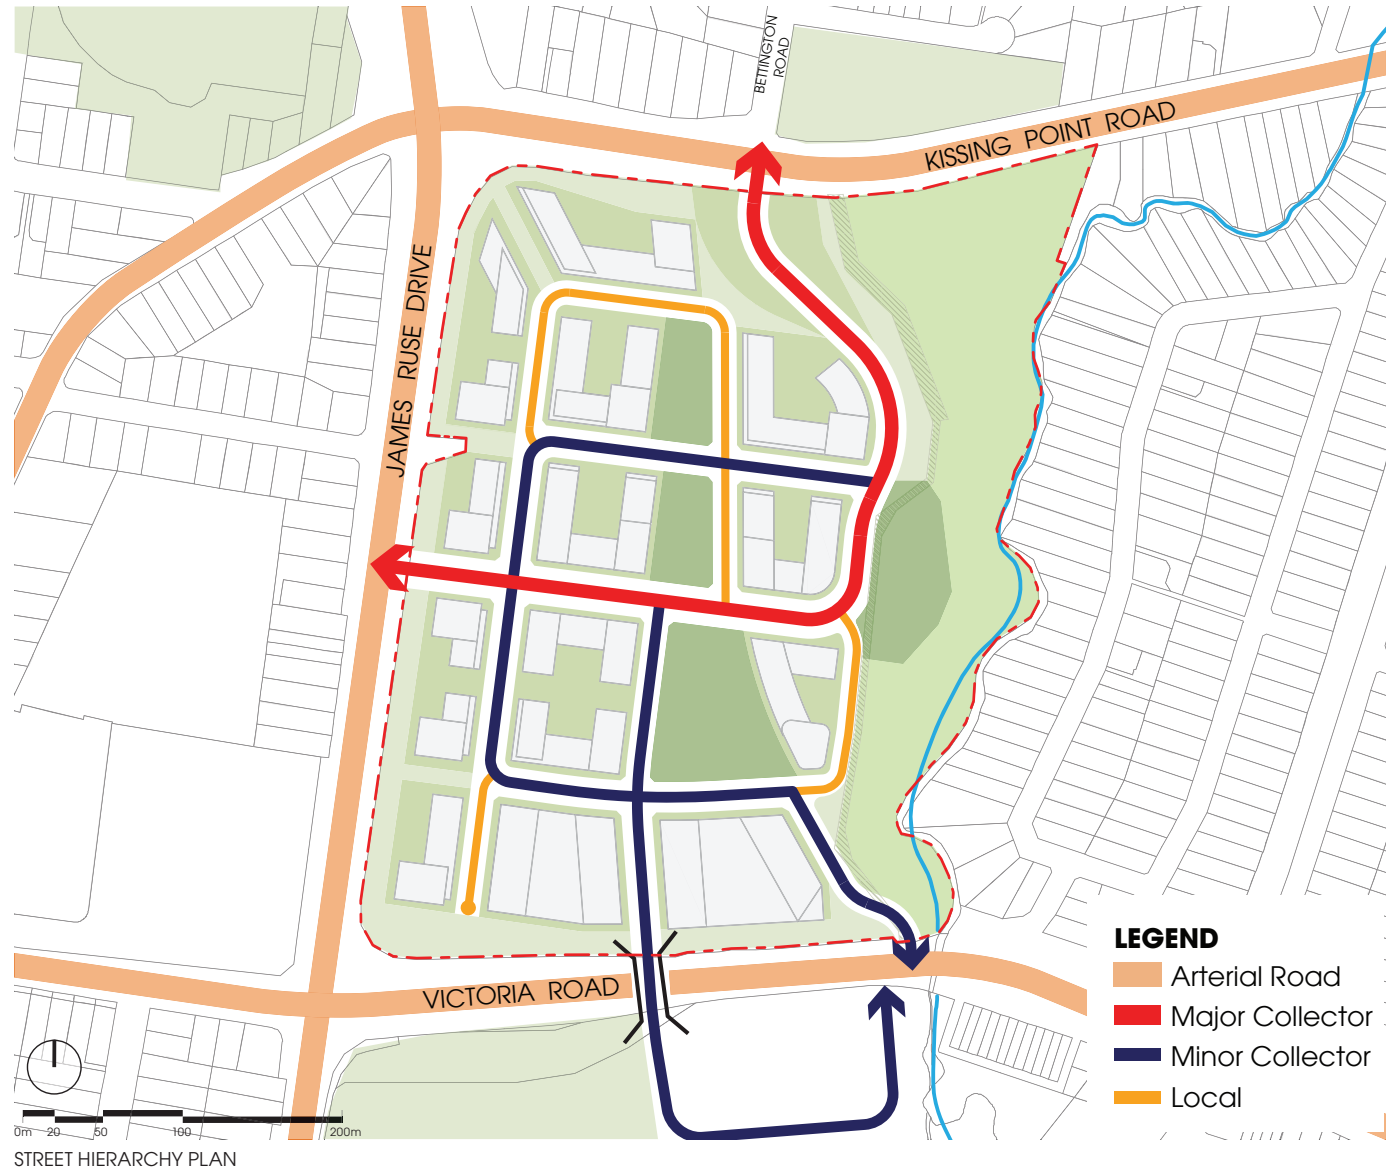 BETTINGTON
ROAD
KISSING POINT ROAD
JAMES RUSE DRIVE
VICTORIA ROAD
LEGEND
Arterial Road
Major Collector
Minor Collector
Local
0m 20 50 100 200m
STREET HIERARCHY PLAN